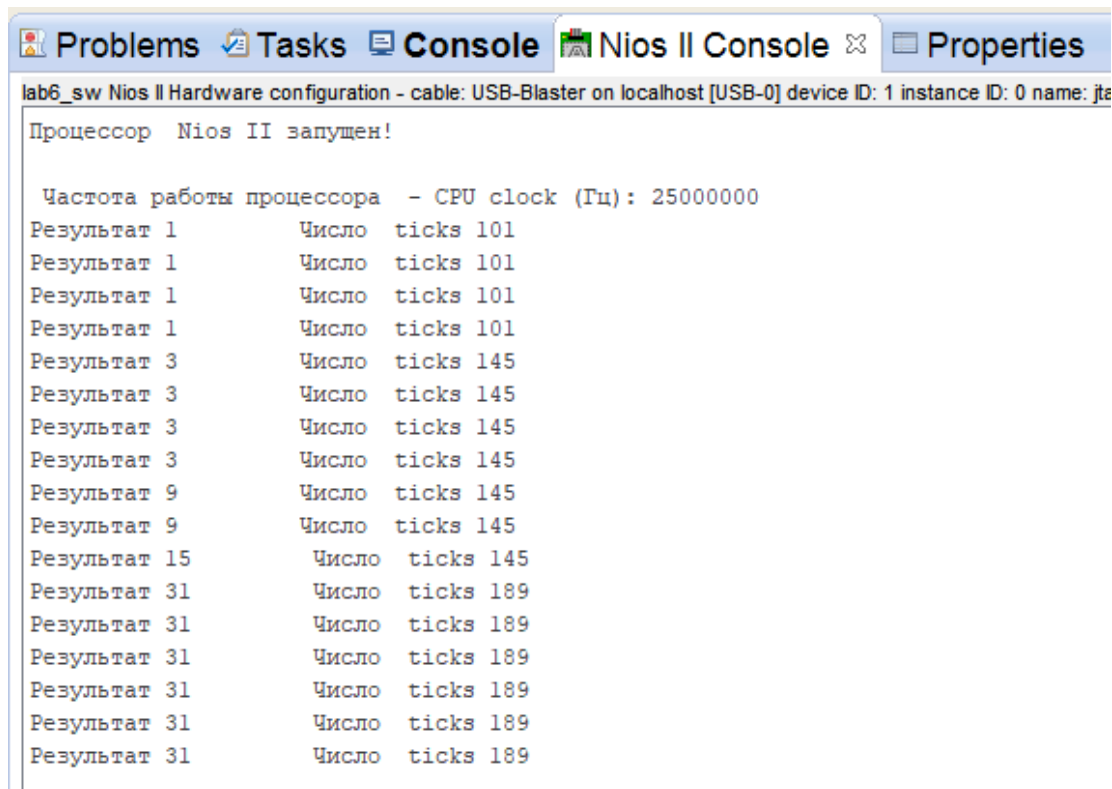 Problems Tasks Console Nios II Console Properties
lab6_sw Nios II Hardware configuration - cable: USB-Blaster on localhost [USB-0] device ID: 1 instance ID: 0 name: jta
Процессор  Nios II запущен!
Частота работы процессора  - CPU clock (Гц): 25000000
Результат 1         Число  ticks 101
Результат 1         Число  ticks 101
Результат 1         Число  ticks 101
Результат 1         Число  ticks 101
Результат 3         Число  ticks 145
Результат 3         Число  ticks 145
Результат 3         Число  ticks 145
Результат 3         Число  ticks 145
Результат 9         Число  ticks 145
Результат 9         Число  ticks 145
Результат 15         Число  ticks 145
Результат 31         Число  ticks 189
Результат 31         Число  ticks 189
Результат 31         Число  ticks 189
Результат 31         Число  ticks 189
Результат 31         Число  ticks 189
Результат 31         Число  ticks 189